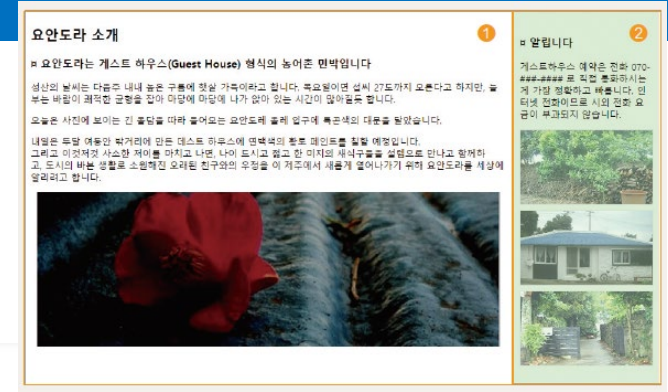 요안도라 소개
1
¤ 요안도라는 게스트 하우스(Guest House) 형식의 농어촌 민박입니다
성산의 날씨는 다음주 내내 높은 구름에 햇살 가득이라고 합니다. 목요일이면 섭씨 27도까지 오른다고 하지만, 늘
부는 바람이 쾌적한 균형을 잡아 마당에 마당에 나가 앉아 있는 시간이 많아질듯 합니다.
오늘은 사진에 보이는 긴 돌담을 따라 들어오는 요안도레 올레 입구에 목곤색의 대문을 달았습니다.
내일은 두달 여동안 밖거리에 만든 게스트 하우스에 연백색의 황토 페인트를 칠할 예정입니다.
그리고 이것저것 사소한 저이를 마치고 나면, 나이 드시고 젊고 한 미지의 새식구들을 설렘으로 만나고 함께하
고, 도시의 바쁜 생활로 소원해진 오래된 친구와의 우정을 이 제주에서 새롭게 열어나가기 위해 요안도라를 세상에
알리려고 합니다.
2
¤ 알립니다
게스트하우스 예약은 전화 070-
###-#### 로 직접 통화하시는
게 가장 정확하고 빠릅니다. 인
터넷 전화이므로 시외 전화 요
금이 부과되지 않습니다.